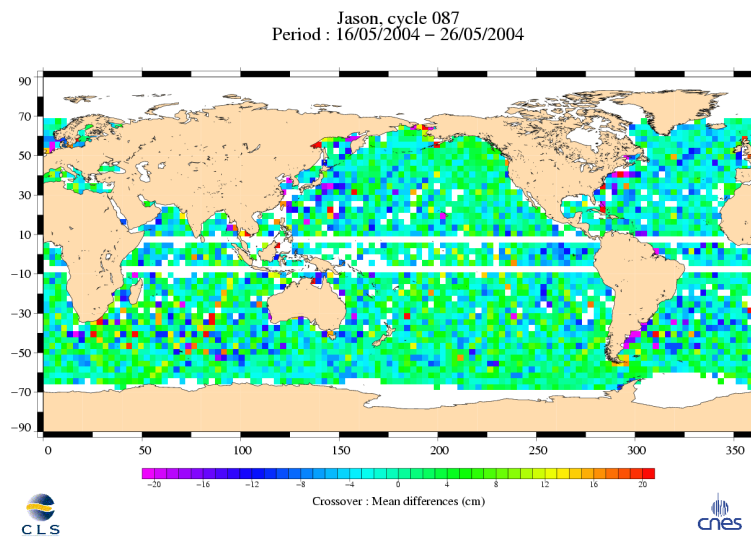 Jason, cycle 087
Period : 16/05/2004 − 26/05/2004
90
70
50
30
10
−10
−30
−50
−70
−90
0 50 100 150 200 250 300 350
−20 −16 −12 −8 −4 0 4 8 12 16 20
Crossover : Mean differences (cm)
CLS
cnes